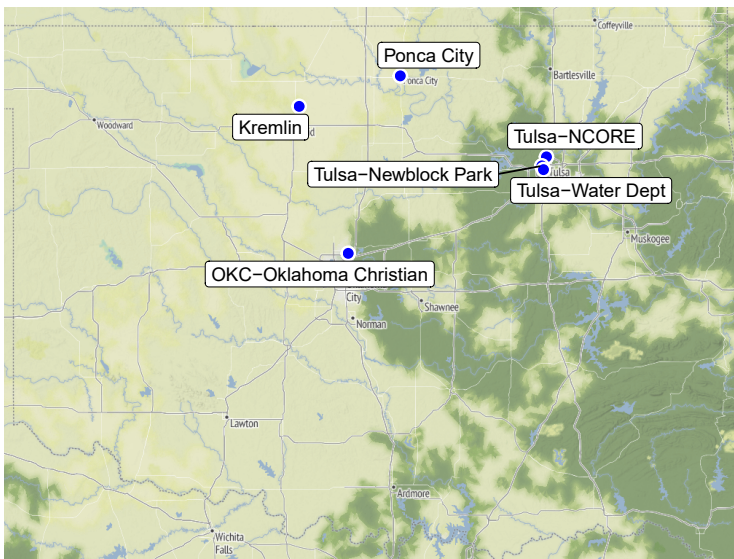 Coffeyville
Ponca City
Ponca City
Bartlesville
Kremlin
Woodward
Tulsa−NCORE
Tulsa−Newblock Park
Tulsa
Tulsa−Water Dept
Muskogee
OKC−Oklahoma Christian
City
Shawnee
Norman
Lawton
Ardmore
Wichita
Falls